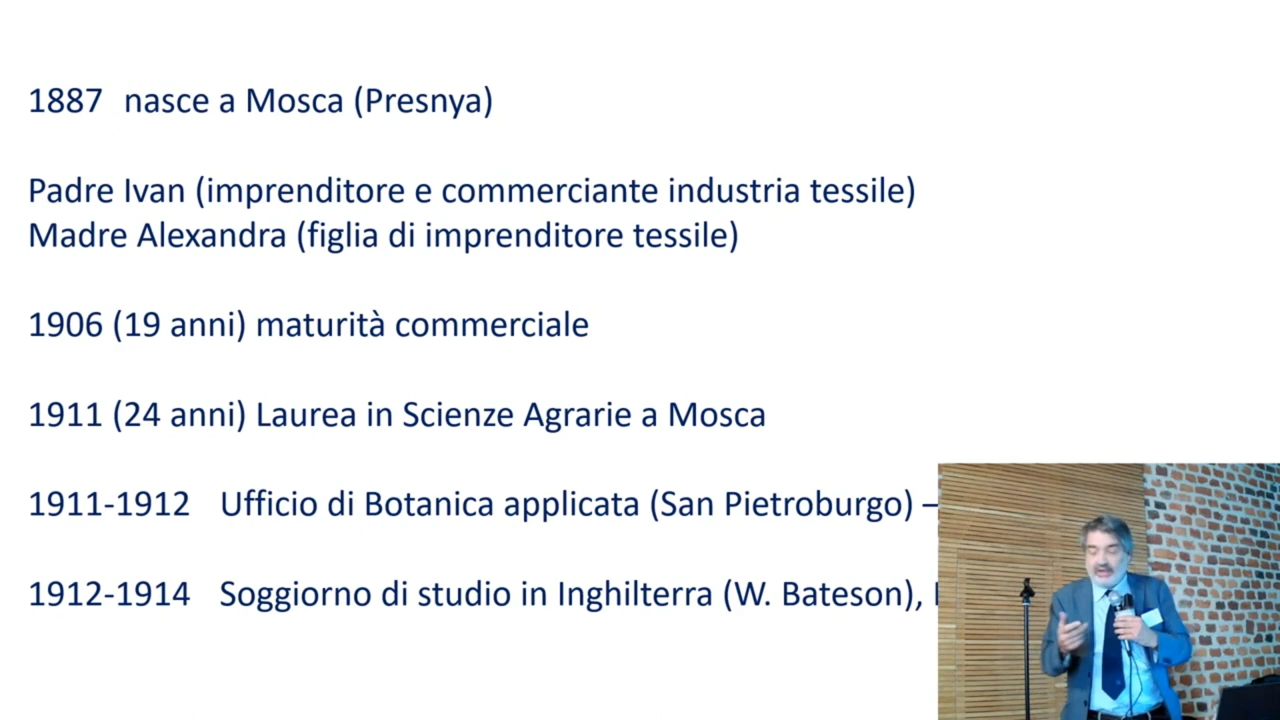 1887 nasce a Mosca (Presnya)
Padre Ivan (imprenditore e commerciante industria tessile)
Madre Alexandra (figlia di imprenditore tessile)
1906 (19 anni) maturità commerciale
1911 (24 anni) Laurea in Scienze Agrarie a Mosca
1911-1912 Ufficio di Botanica applicata (San Pietroburgo) –
1912-1914 Soggiorno di studio in Inghilterra (W. Bateson),